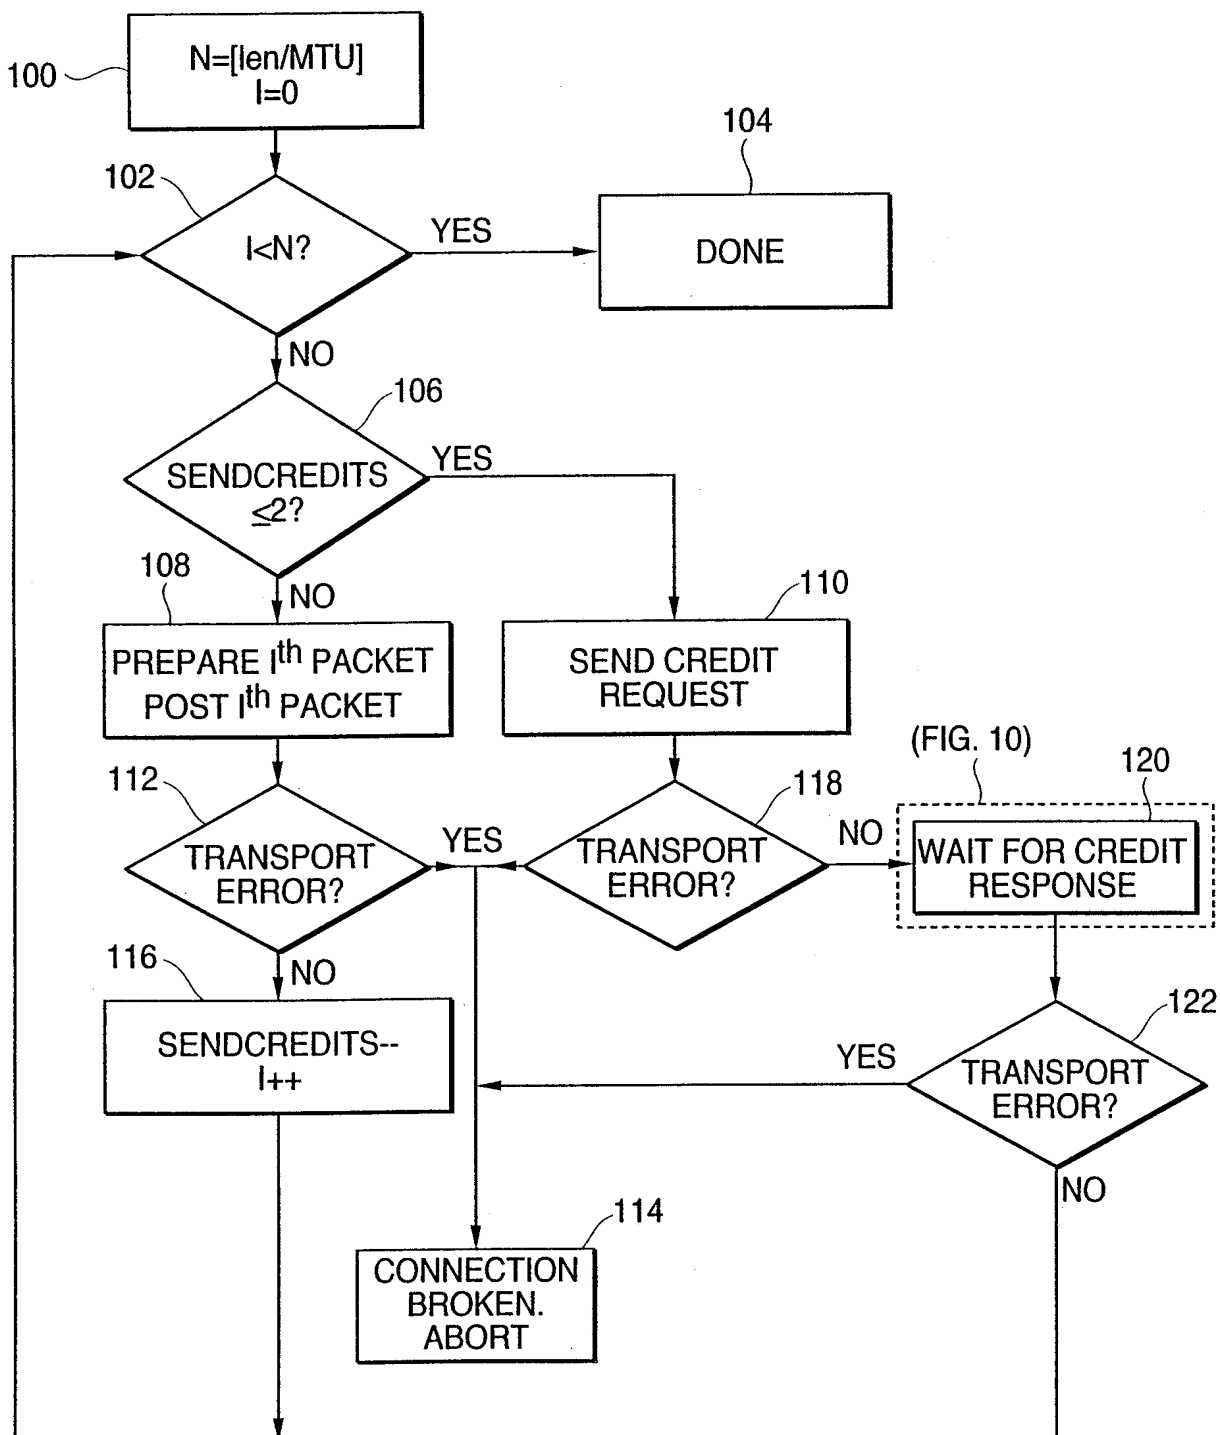 100
N=[len/MTU]
I=0
104
102
I<N?
YES
DONE
NO
106
SENDCREDITS
≤2?
YES
108
NO
110
PREPARE Ith PACKET
POST Ith PACKET
SEND CREDIT
REQUEST
(FIG. 10)
112
118
120
TRANSPORT
ERROR?
YES
TRANSPORT
ERROR?
NO
WAIT FOR CREDIT
RESPONSE
116
NO
122
SENDCREDITS--
I++
YES
TRANSPORT
ERROR?
NO
114
CONNECTION
BROKEN.
ABORT